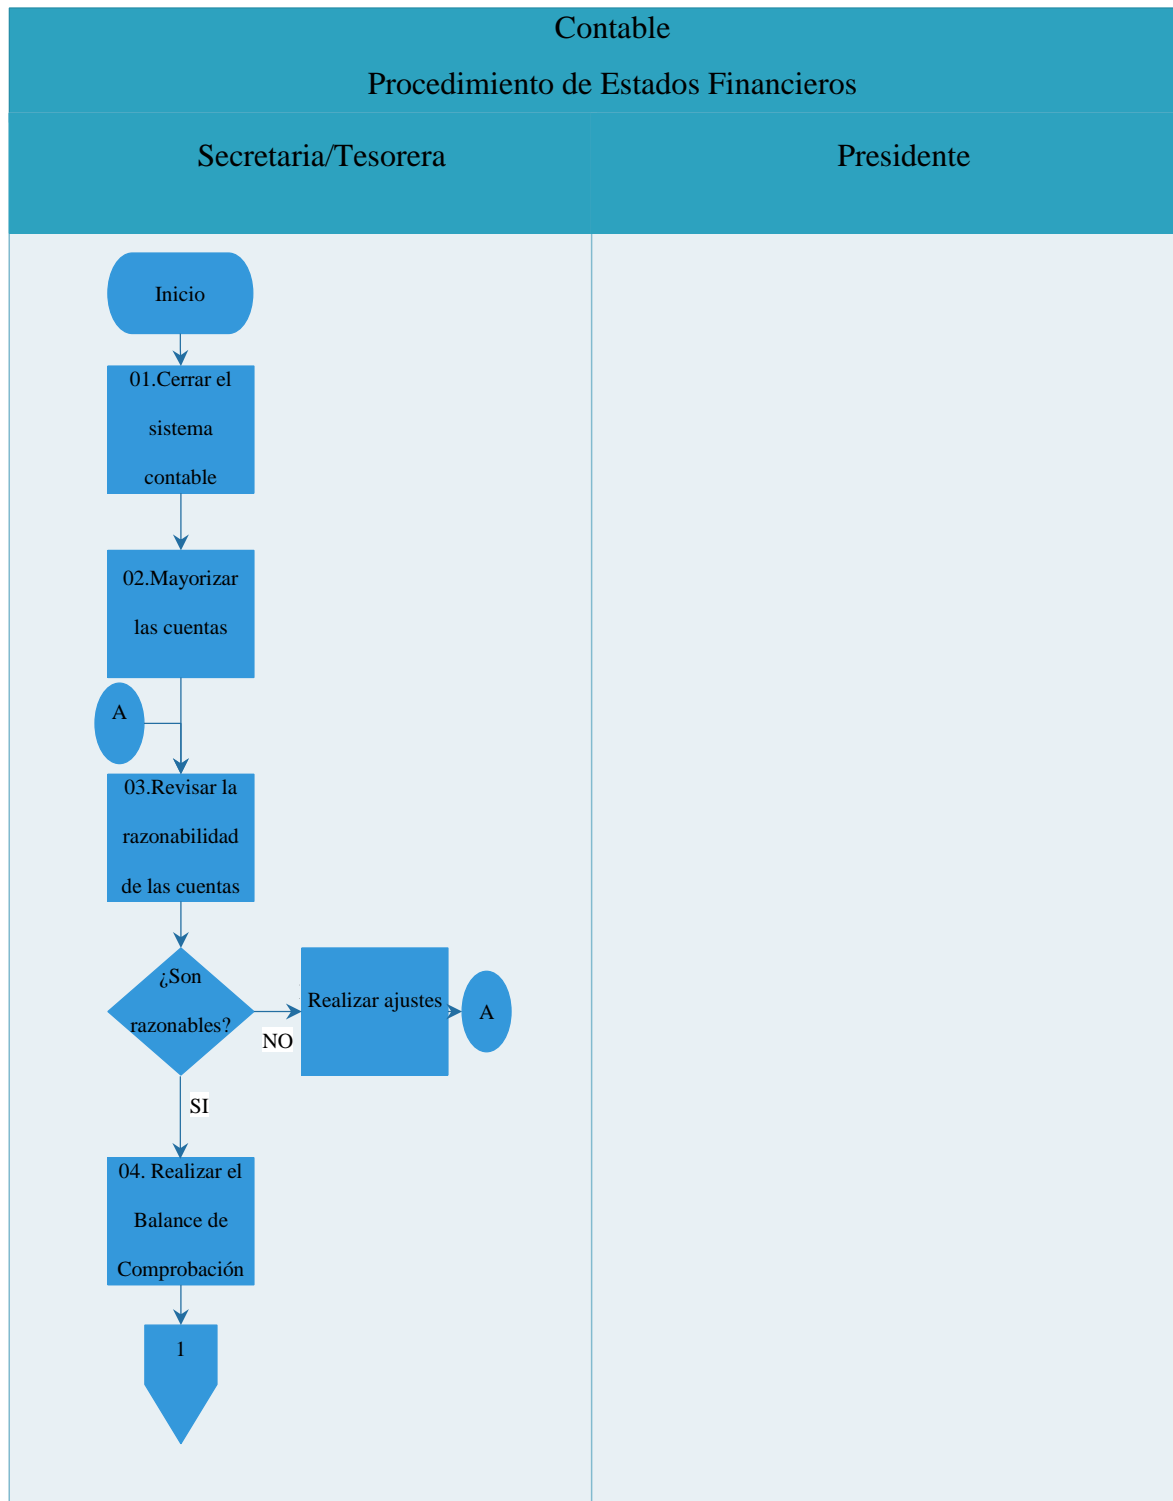 Contable
Procedimiento de Estados Financieros
Secretaria/Tesorera
Presidente
Inicio
01.Cerrar el
sistema
contable
02.Mayorizar
las cuentas
A
03.Revisar la
razonabilidad
de las cuentas
¿Son
razonables?
NO
Realizar ajustes
A
SI
04. Realizar el
Balance de
Comprobación
1